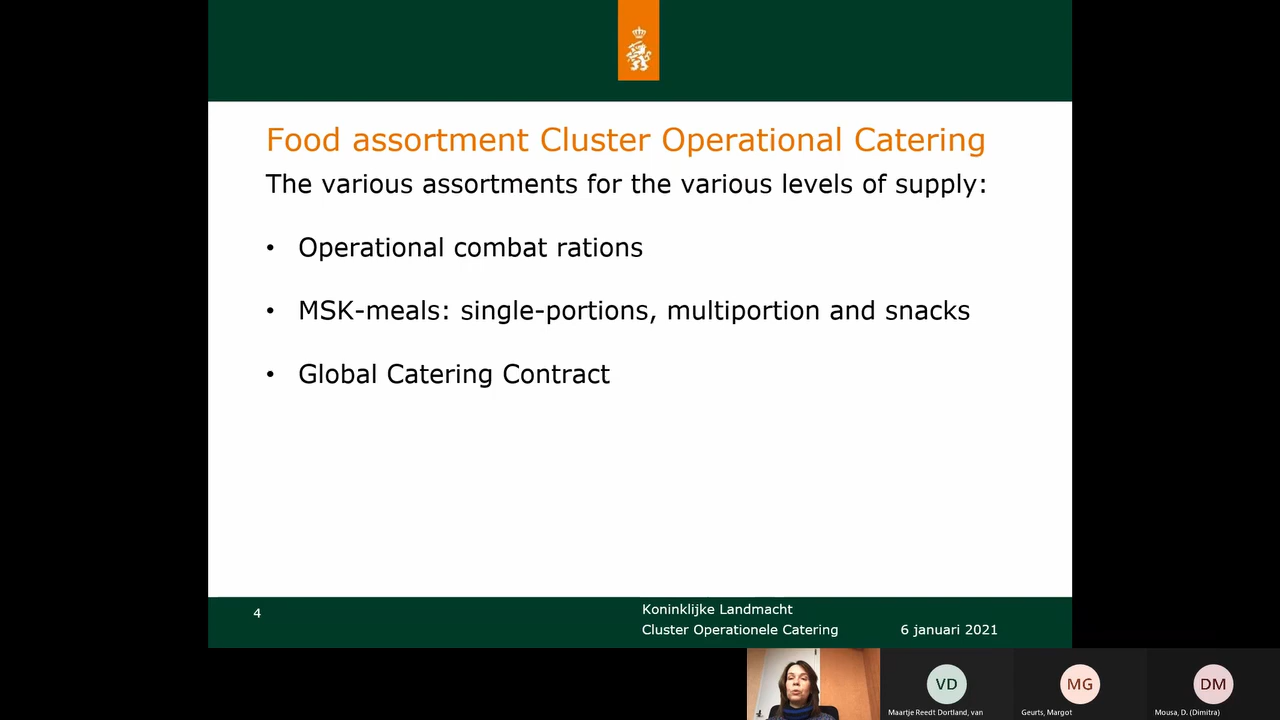 Food assortment Cluster Operational Catering
The various assortments for the various levels of supply:
• Operational combat rations
• MSK-meals: single-portions, multiportion and snacks
• Global Catering Contract
4
Koninklijke Landmacht
Cluster Operationele Catering
6 januari 2021
VD
MG
DM
Maartje Reedt Dortland, van
Geurts, Margot
Mousa, D. (Dimitra)